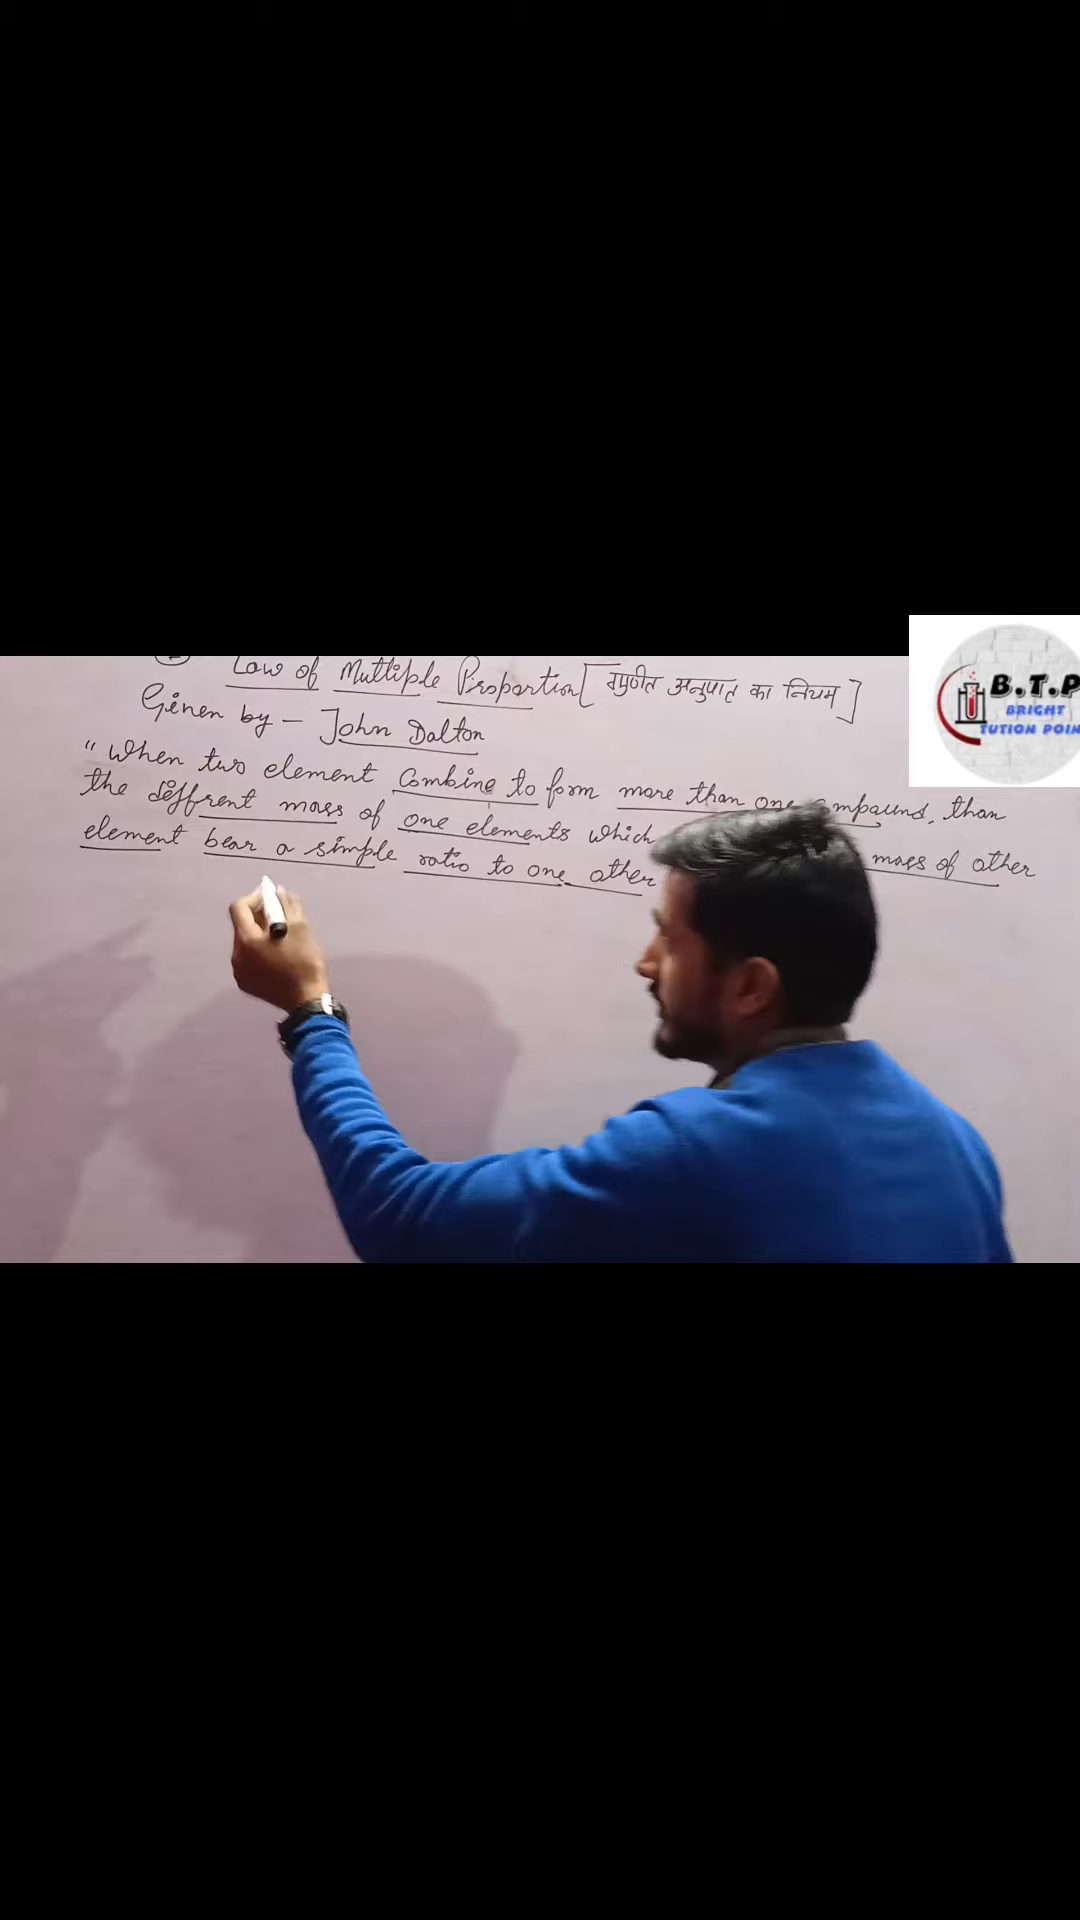 Law of Multiple Proportion [गुणीत अनुपात का नियम]
Given by - John Dalton
"When two element combine to form more than one compound, than
the diffrent mass of one elements which mass of other
element bear a simple ratio to one other
B.T.P
BRIGHT
TUTION POIN